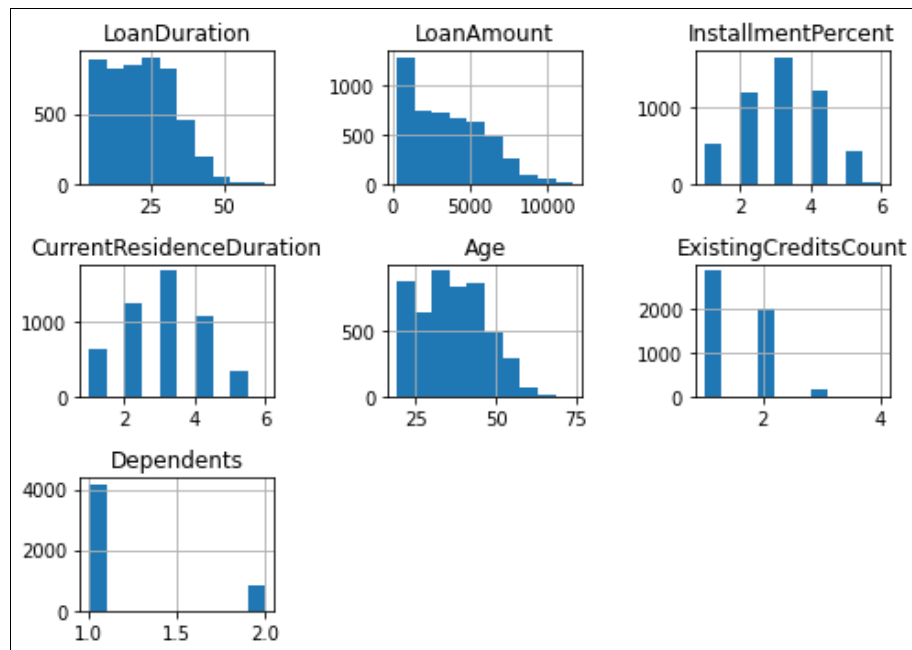 LoanDuration
500
0
25 50
LoanAmount
1000
500
0
0 5000 10000
InstallmentPercent
1000
0
2 4 6
CurrentResidenceDuration
1000
0
2 4 6
Age
500
0
25 50 75
ExistingCreditsCount
2000
1000
0
2 4
Dependents
4000
2000
0
1.0 1.5 2.0